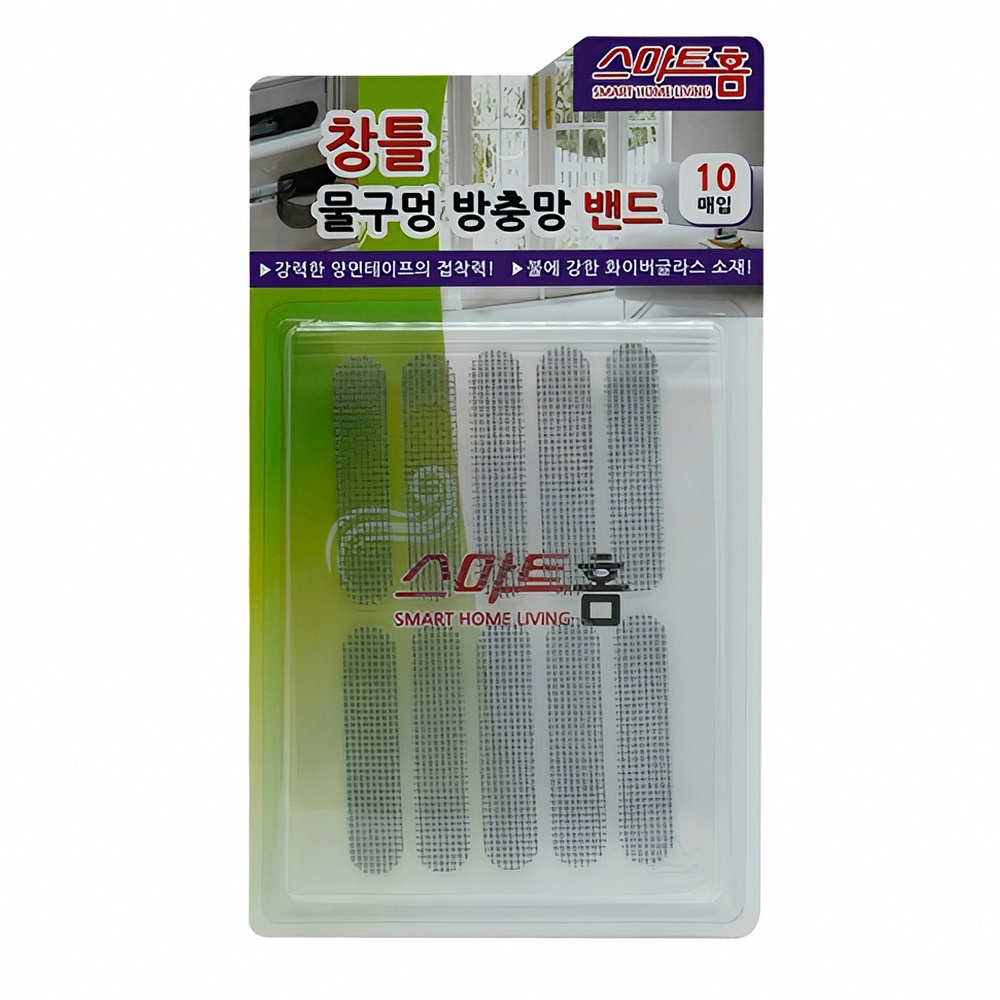 스마트홈
SMART HOME LIVING
창틀
물구멍 방충망 밴드
10
매입
▶강력한 양면테이프의 접착력! ▶물에 강한 화이버글라스 소재!
스마트홈
SMART HOME LIVING